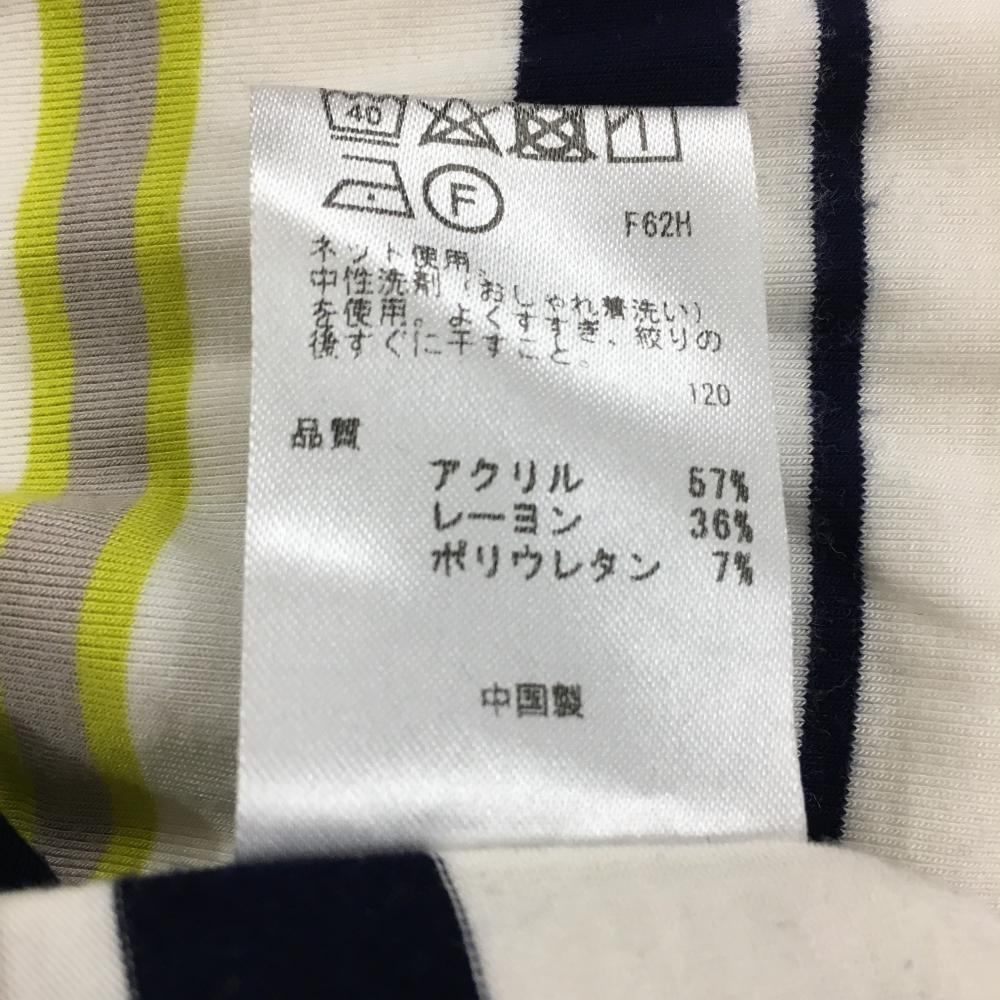 40
F
F62H
ネット使用。
中性洗剤（おしゃれ着洗い）
を使用。よくすすぎ、絞りの
後すぐに干すこと。
120
品質
アクリル 57%
レーヨン 36%
ポリウレタン 7%
中国製